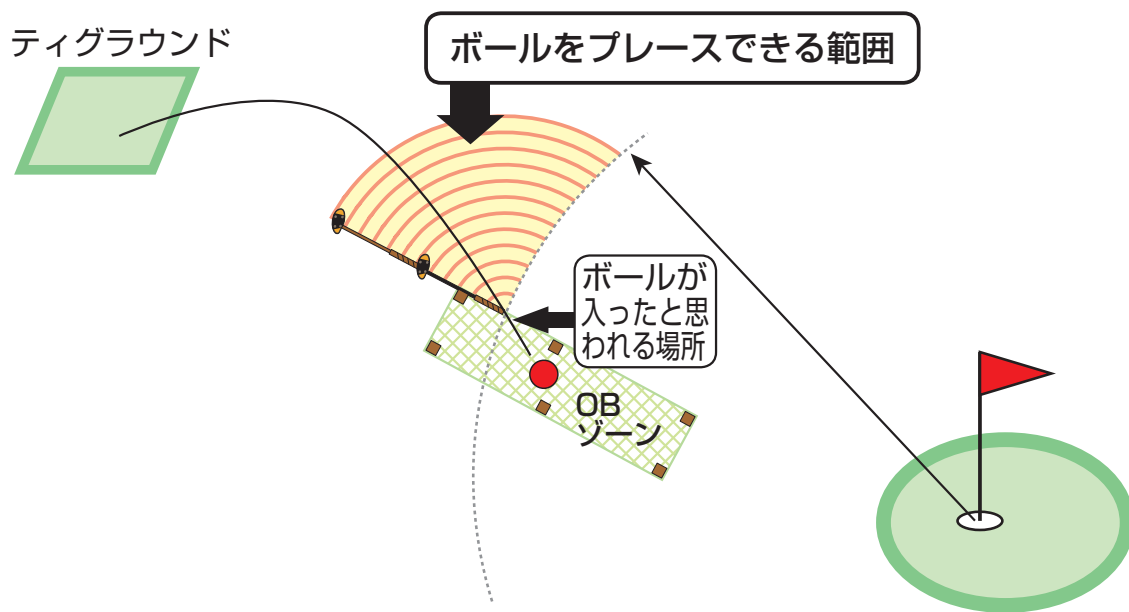 ティグラウンド
ボールをプレースできる範囲
ボールが
入ったと思
われる場所
OB
ゾーン